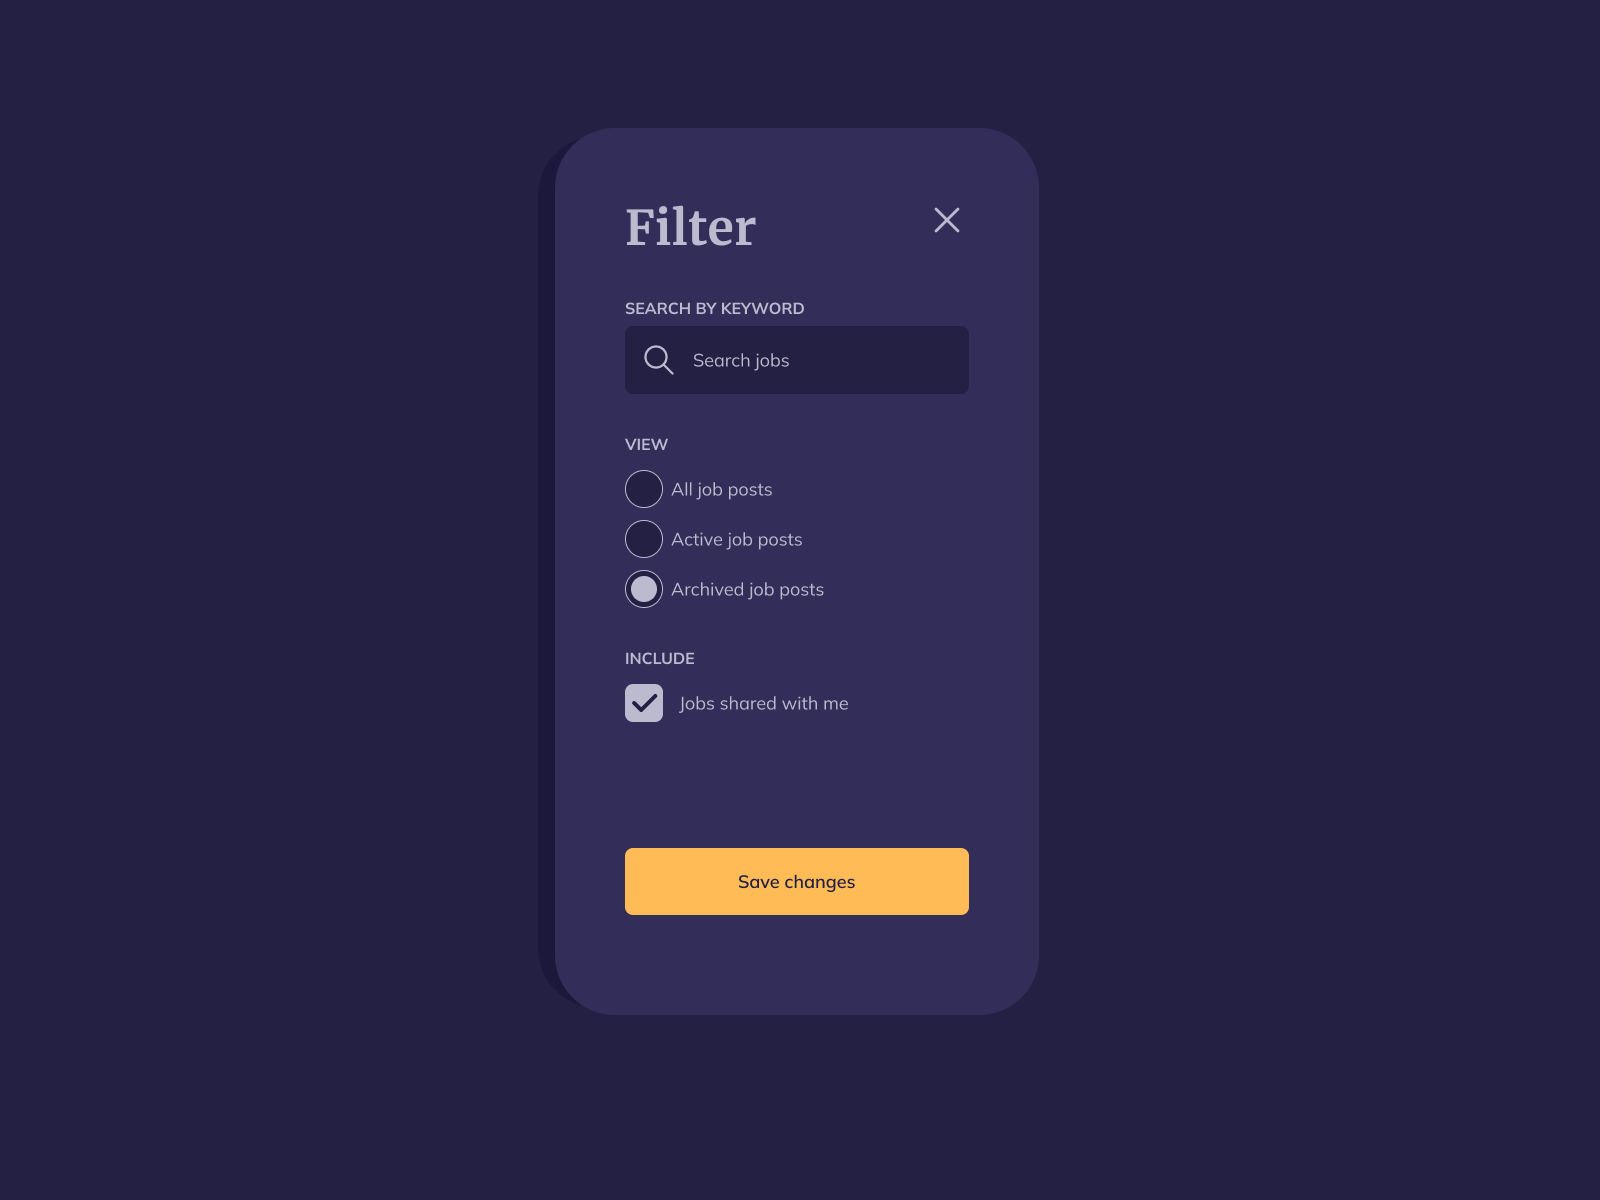 Filter
SEARCH BY KEYWORD
Search jobs
VIEW
All job posts
Active job posts
Archived job posts
INCLUDE
Jobs shared with me
Save changes